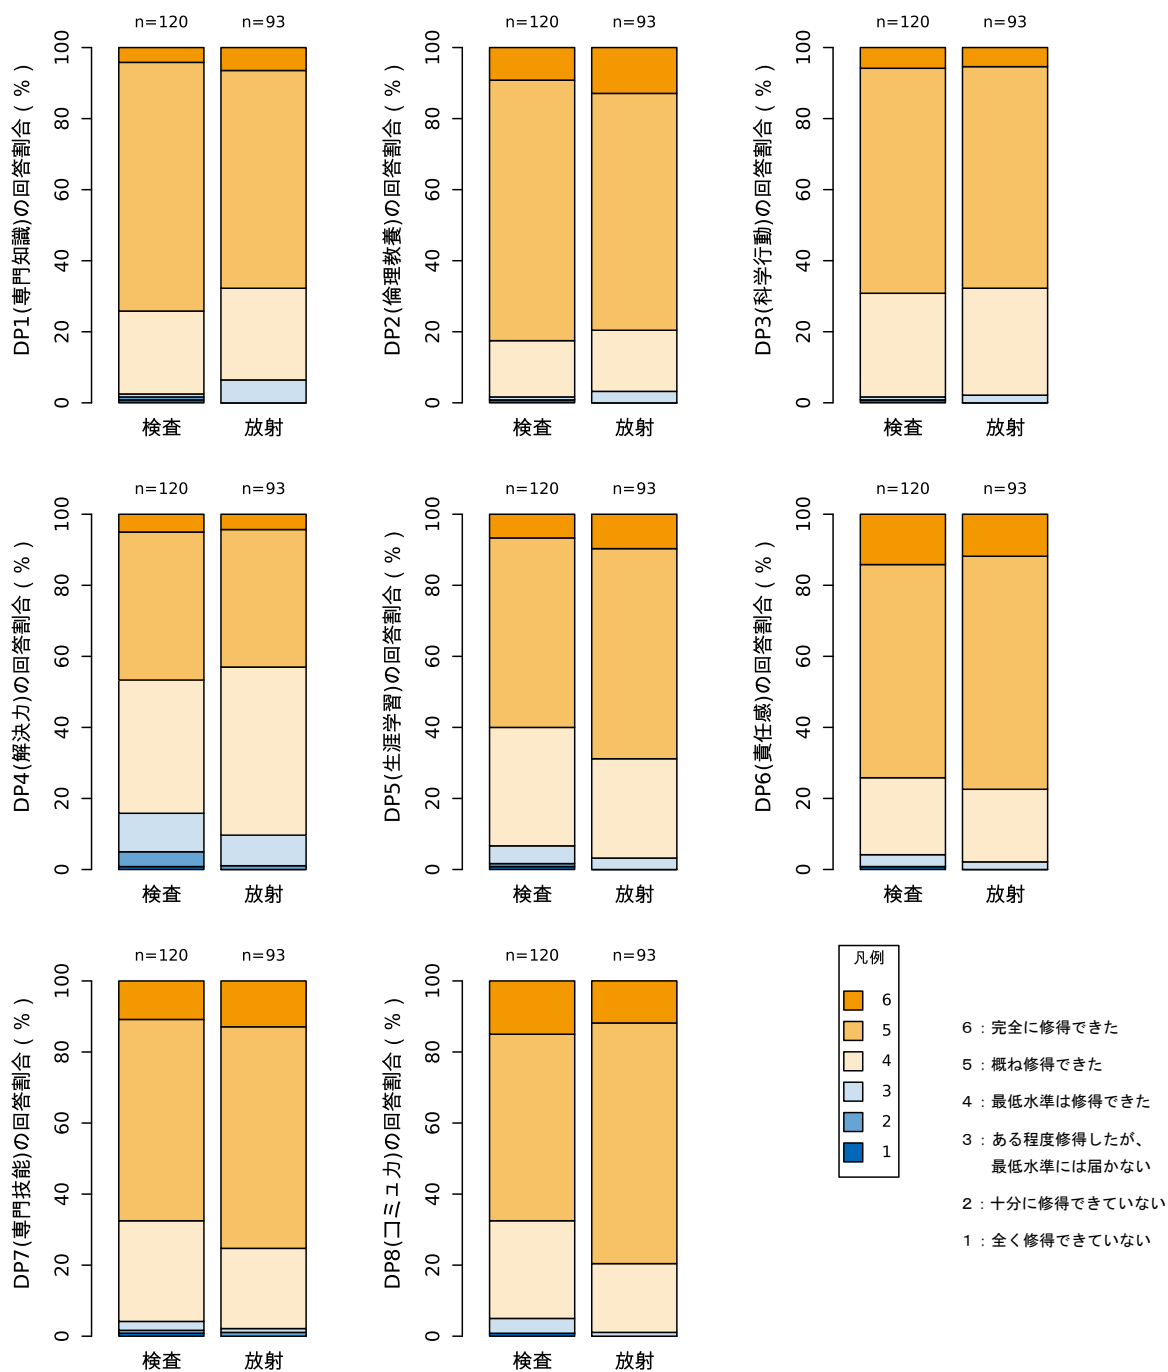 n=120 n=93
DP1(専門知識)の回答割合 ( % )
0 20 40 60 80 100
検査 放射
n=120 n=93
DP2(倫理教養)の回答割合 ( % )
0 20 40 60 80 100
検査 放射
n=120 n=93
DP3(科学行動)の回答割合 ( % )
0 20 40 60 80 100
検査 放射
n=120 n=93
DP4(解決力)の回答割合 ( % )
0 20 40 60 80 100
検査 放射
n=120 n=93
DP5(生涯学習)の回答割合 ( % )
0 20 40 60 80 100
検査 放射
n=120 n=93
DP6(責任感)の回答割合 ( % )
0 20 40 60 80 100
検査 放射
n=120 n=93
DP7(専門技能)の回答割合 ( % )
0 20 40 60 80 100
検査 放射
n=120 n=93
DP8(コミュ力)の回答割合 ( % )
0 20 40 60 80 100
検査 放射
凡例
6
5
4
3
2
1
6：完全に修得できた
5：概ね修得できた
4：最低水準は修得できた
3：ある程度修得したが、
最低水準には届かない
2：十分に修得できていない
1：全く修得できていない